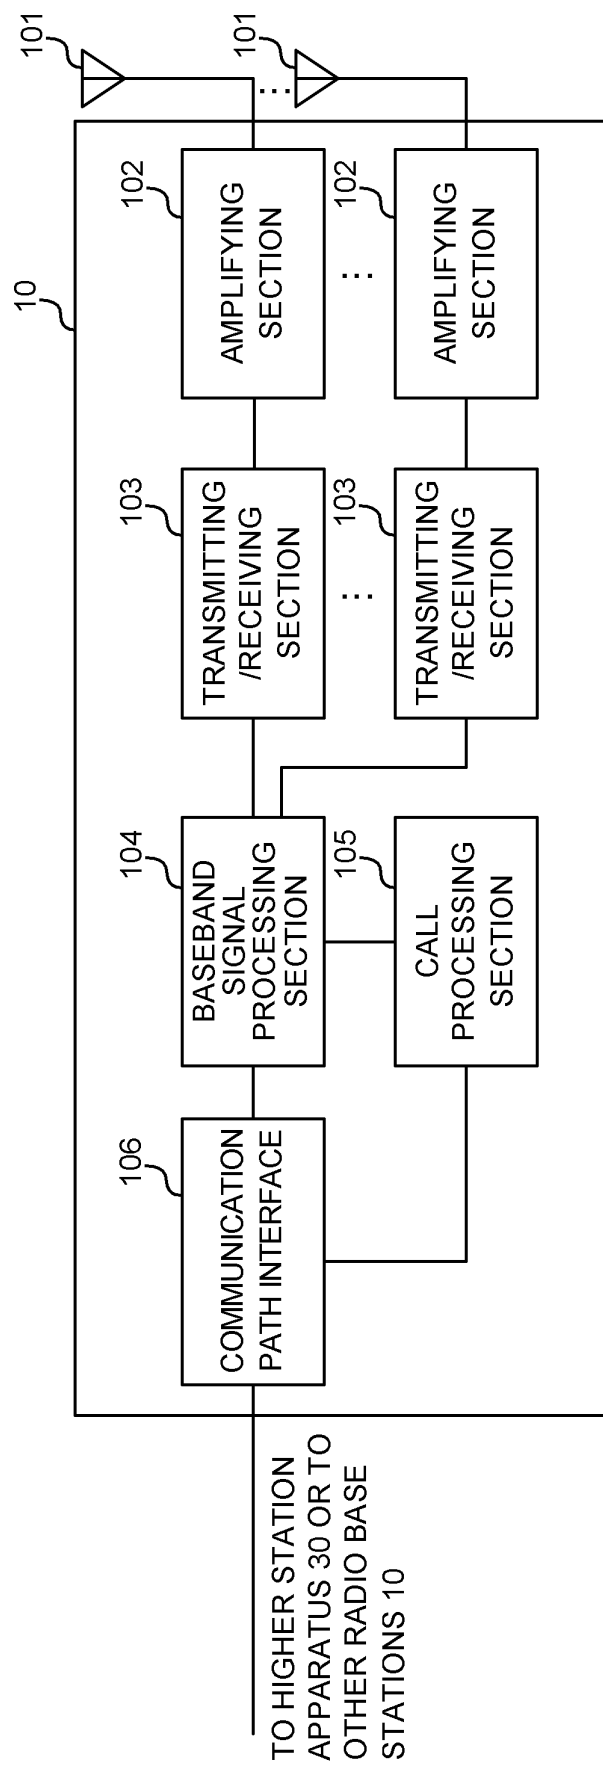 10
101
101
102
AMPLIFYING
SECTION
102
AMPLIFYING
SECTION
...
...
...
103
TRANSMITTING
/RECEIVING
SECTION
103
TRANSMITTING
/RECEIVING
SECTION
104
BASEBAND
SIGNAL
PROCESSING
SECTION
105
CALL
PROCESSING
SECTION
106
COMMUNICATION
PATH INTERFACE
TO HIGHER STATION
APPARATUS 30 OR TO
OTHER RADIO BASE
STATIONS 10